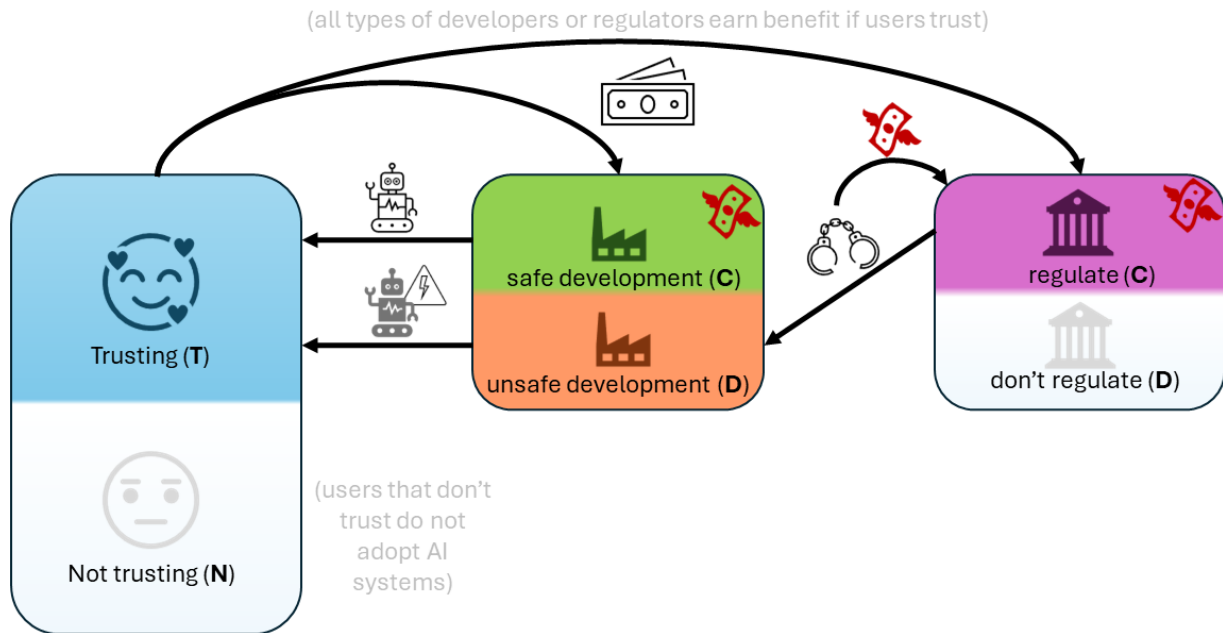 (all types of developers or regulators earn benefit if users trust)
safe development (C)
regulate (C)
Trusting (T)
unsafe development (D)
don't regulate (D)
(users that don't
trust do not
adopt AI
systems)
Not trusting (N)